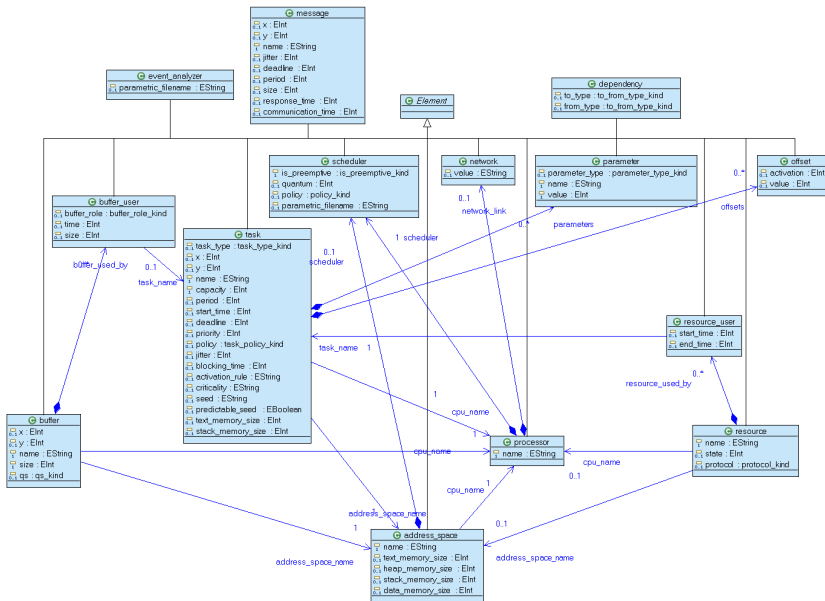 message
x : EInt
y : EInt
name : EString
jitter : EInt
deadline : EInt
period : EInt
size : EInt
response_time : EInt
communication_time : EInt
event_analyzer
parametric_filename : EString
Element
dependency
to_type : to_from_type_kind
from_type : to_from_type_kind
scheduler
is_preemptive : is_preemptive_kind
quantum : EInt
policy : policy_kind
parametric_filename : EString
network
value : EString
parameter
parameter_type : parameter_type_kind
name : EString
value : EInt
offset
activation : EInt
value : EInt
buffer_user
buffer_role : buffer_role_kind
time : EInt
size : EInt
0..1
network_link
0..*
0..*
parameters
offsets
1 scheduler
task
task_type : task_type_kind
x : EInt
y : EInt
name : EString
capacity : EInt
period : EInt
start_time : EInt
deadline : EInt
priority : EInt
policy : task_policy_kind
jitter : EInt
blocking_time : EInt
activation_rule : EString
criticality : EString
seed : EString
predictable_seed : EBoolean
text_memory_size : EInt
stack_memory_size : EInt
0..1
scheduler
buffer_used_by
0..1
task_name
resource_user
start_time : EInt
end_time : EInt
task_name
1
0..*
resource_used_by
1
cpu_name
buffer
x : EInt
y : EInt
name : EString
size : EInt
qs : qs_kind
1
processor
name : EString
resource
name : EString
state : EInt
protocol : protocol_kind
cpu_name
cpu_name
0..1
1
cpu_name
address_space_name
1
1
0..1
address_space
name : EString
text_memory_size : EInt
heap_memory_size : EInt
stack_memory_size : EInt
data_memory_size : EInt
address_space_name
address_space_name